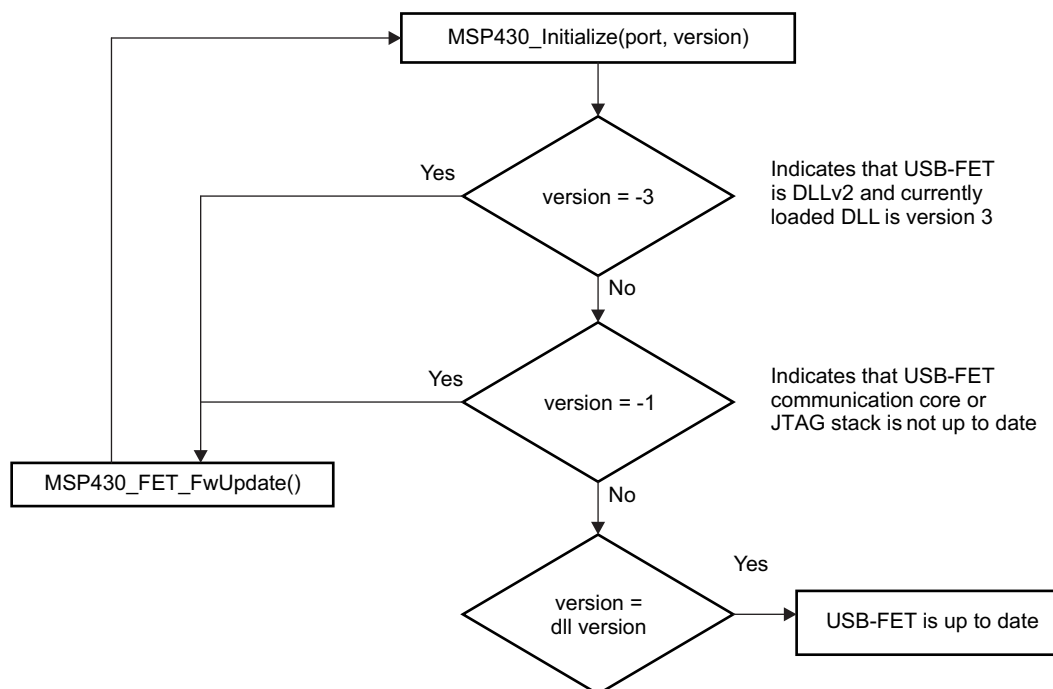 MSP430_Initialize(port, version)
Yes
version = -3
Indicates that USB-FET
is DLLv2 and currently
loaded DLL is version 3
No
Yes
version = -1
Indicates that USB-FET
communication core or
JTAG stack is not up to date
MSP430_FET_FwUpdate()
No
Yes
version =
dll version
USB-FET is up to date